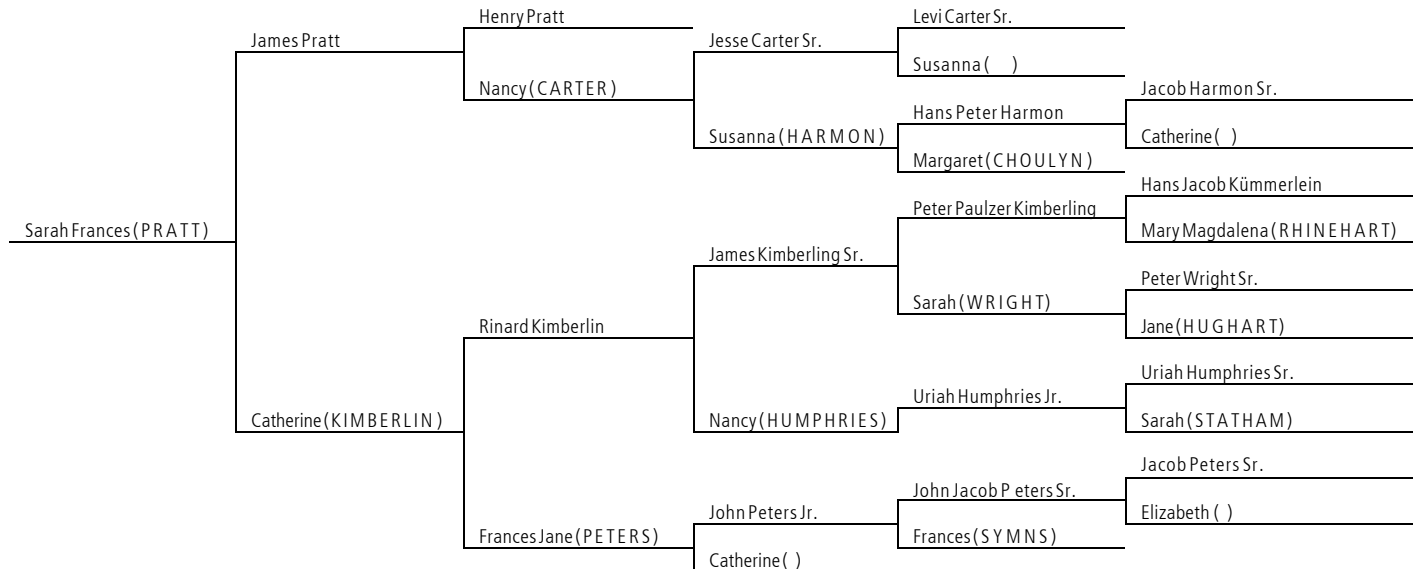 Henry Pratt
Levi Carter Sr.
James Pratt
Jesse Carter Sr.
Susanna ( )
Nancy (CARTER)
Jacob Harmon Sr.
Hans Peter Harmon
Susanna (HARMON)
Catherine ( )
Margaret (CHOULYN)
Hans Jacob Kümmerlein
Peter Paulzer Kimberling
Sarah Frances (PRATT)
Mary Magdalena (RHINEHART)
James Kimberling Sr.
Peter Wright Sr.
Sarah (WRIGHT)
Rinard Kimberlin
Jane (HUGHART)
Uriah Humphries Sr.
Uriah Humphries Jr.
Catherine (KIMBERLIN)
Nancy (HUMPHRIES)
Sarah (STATHAM)
Jacob Peters Sr.
John Jacob Peters Sr.
John Peters Jr.
Elizabeth ( )
Frances Jane (PETERS)
Frances (SYMNS)
Catherine ( )